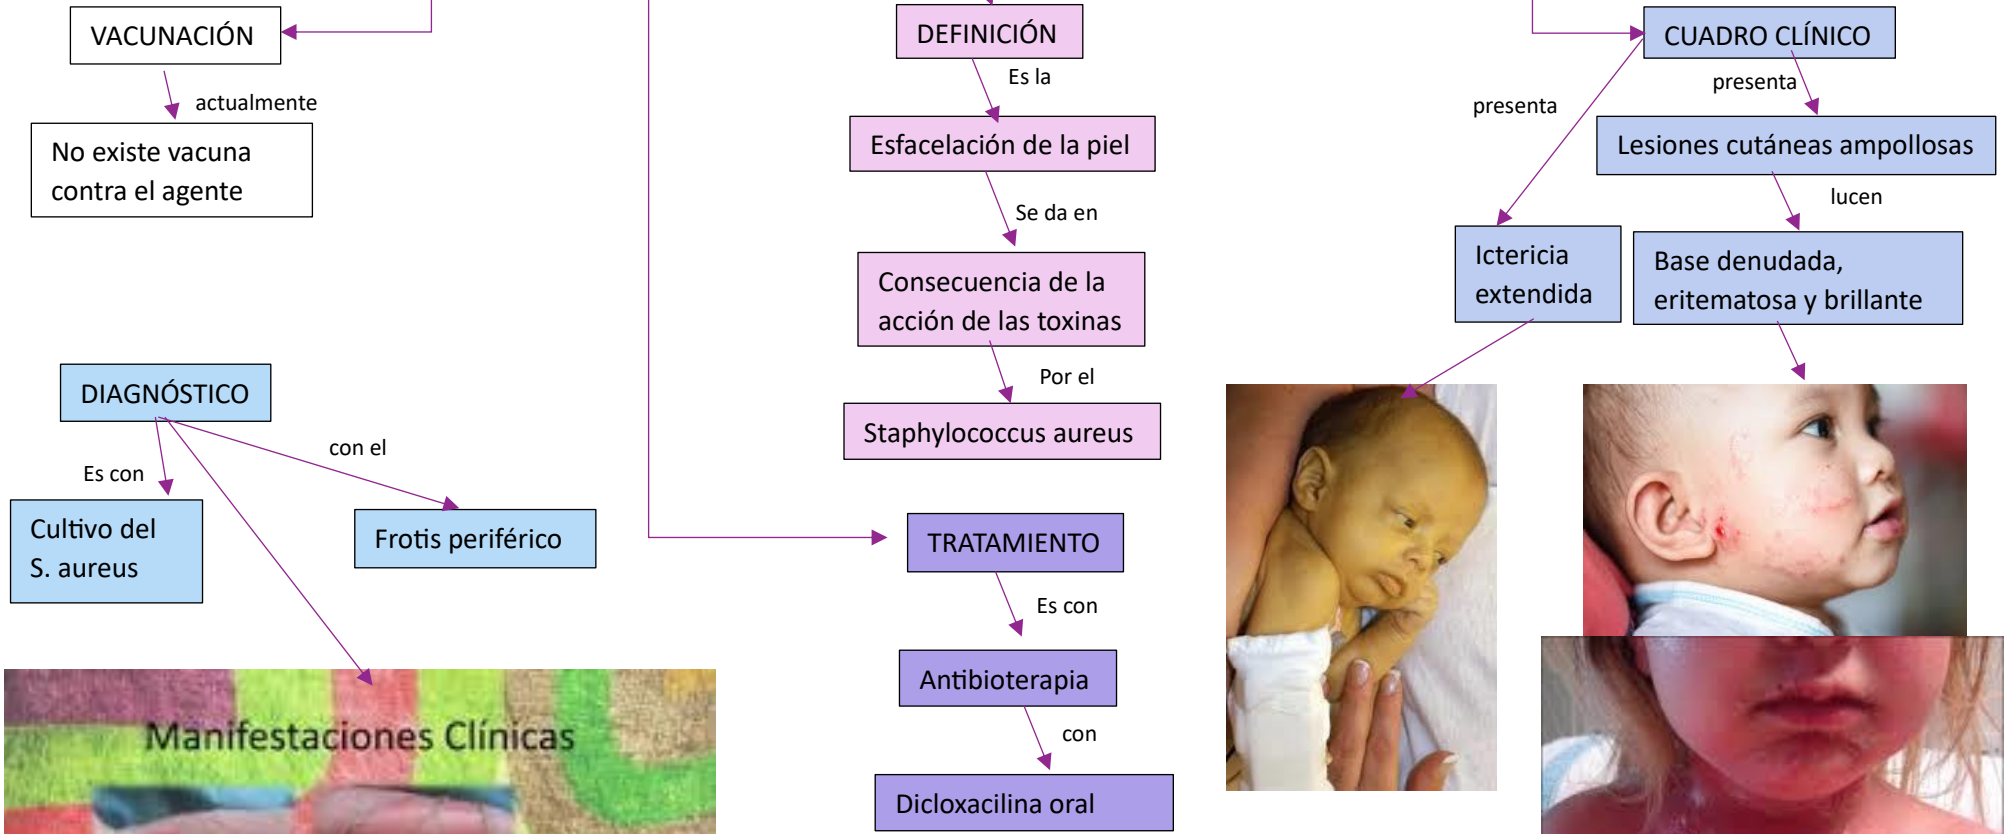 VACUNACIÓN
actualmente
No existe vacuna
contra el agente
DIAGNÓSTICO
Es con
con el
Cultivo del
S. aureus
Frotis periférico
Manifestaciones Clínicas
DEFINICIÓN
Es la
Esfacelación de la piel
Se da en
Consecuencia de la
acción de las toxinas
Por el
Staphylococcus aureus
TRATAMIENTO
Es con
Antibioterapia
con
Dicloxacilina oral
CUADRO CLÍNICO
presenta
presenta
Lesiones cutáneas ampollosas
lucen
Ictericia
extendida
Base denudada,
eritematosa y brillante